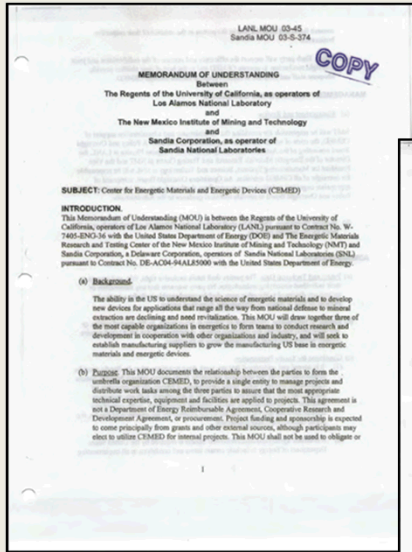 LANL MOU 03-45
Sandia MOU 03-S-374
COPY
MEMORANDUM OF UNDERSTANDING
Between
The Regents of the University of California, as operators of
Los Alamos National Laboratory
and
The New Mexico Institute of Mining and Technology
and
Sandia Corporation, as operator of
Sandia National Laboratories
SUBJECT: Center for Energetic Materials and Energetic Devices (CEMED)
INTRODUCTION.
This Memorandum of Understanding (MOU) is between the Regents of the University of
California, operators of Los Alamos National Laboratory (LANL) pursuant to Contract No. W-
7405-ENG-36 with the United States Department of Energy (DOE) and The Energetic Materials
Research and Testing Center of the New Mexico Institute of Mining and Technology (NMT) and
Sandia Corporation, a Delaware Corporation, operators of Sandia National Laboratories (SNL)
pursuant to Contract No. DE-AC04-94AL85000 with the United States Department of Energy.
(a) Background.
The ability in the US to understand the science of energetic materials and to develop
new devices for applications that range all the way from national defense to mineral
extraction are declining and need revitalization. This MOU will draw together three of
the most capable organizations in energetics to form teams to conduct research and
development in cooperation with other organizations and industry, and will seek to
establish manufacturing suppliers to grow the manufacturing US base in energetic
materials and energetic devices.
(b) Purpose. This MOU documents the relationship between the parties to form the
umbrella organization CEMED, to provide a single entity to manage projects and
distribute work tasks among the three parties to ensure that the most appropriate
technical expertise, equipment and facilities are applied to projects. This agreement is
not a Department of Energy Reimbursable Agreement, Cooperative Research and
Development Agreement, or procurement. Project funding and sponsorship is expected
to come principally from grants and other external sources, although participants may
elect to utilize CEMED for internal projects. This MOU shall not be used to obligate or
1